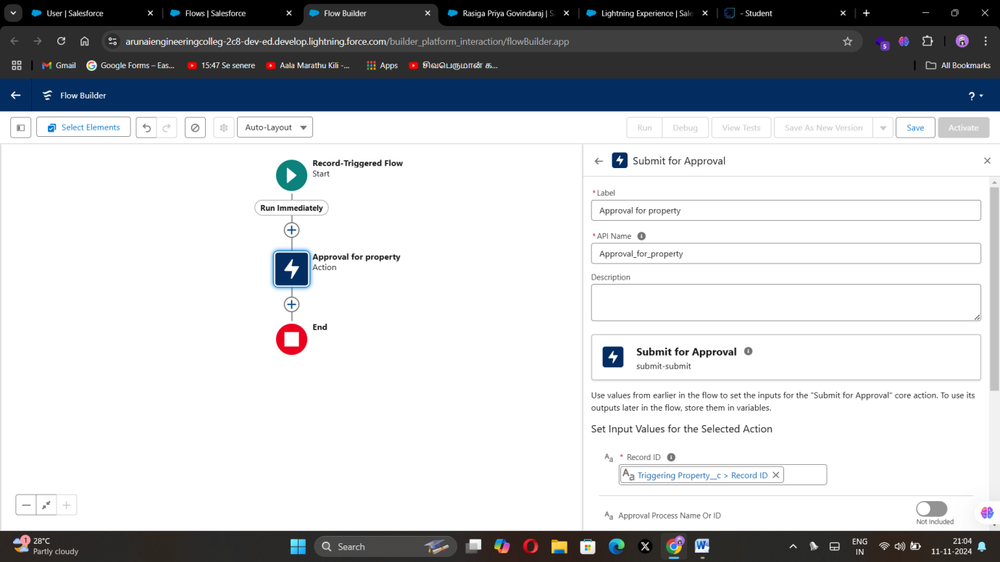 User | Salesforce
Flows | Salesforce
Flow Builder
Rasiga Priya Govindaraj | S
Lightning Experience | Sale
- Student
arunaiengineeringcolleg-2c8-dev-ed.develop.lightning.force.com/builder_platform_interaction/flowBuilder.app
5
Gmail
Google Forms – Eas...
15:47 Se senere
Aala Marathu Kili -...
Apps
சிவபெருமான் க...
All Bookmarks
Flow Builder
?
Select Elements
Auto-Layout
Run
Debug
View Tests
Save As New Version
Save
Activate
Record-Triggered Flow
Start
Run Immediately
Approval for property
Action
End
Submit for Approval
* Label
Approval for property
* API Name
Approval_for_property
Description
Submit for Approval
submit-submit
Use values from earlier in the flow to set the inputs for the "Submit for Approval" core action. To use its
outputs later in the flow, store them in variables.
Set Input Values for the Selected Action
Aa * Record ID
Aa Triggering Property__c > Record ID
Aa Approval Process Name Or ID
Not Included
1
28°C
Partly cloudy
Search
ENG
IN
21:04
11-11-2024